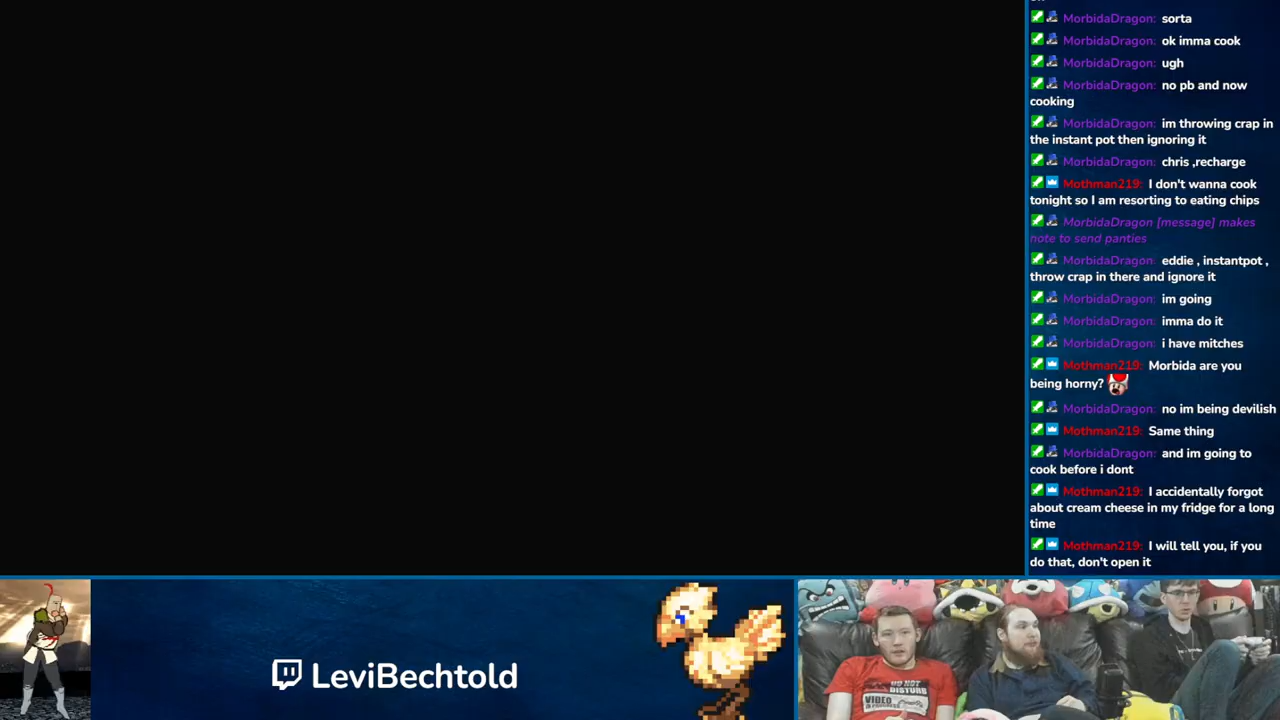 MorbidaDragon: sorta
MorbidaDragon: ok imma cook
MorbidaDragon: ugh
MorbidaDragon: no pb and now
cooking
MorbidaDragon: im throwing crap in
the instant pot then ignoring it
MorbidaDragon: chris ,recharge
Mothman219: I don't wanna cook
tonight so I am resorting to eating chips
MorbidaDragon [message] makes
note to send panties
MorbidaDragon: eddie , instantpot ,
throw crap in there and ignore it
MorbidaDragon: im going
MorbidaDragon: imma do it
MorbidaDragon: i have mitches
Mothman219: Morbida are you
being horny?
MorbidaDragon: no im being devilish
Mothman219: Same thing
MorbidaDragon: and im going to
cook before i dont
Mothman219: I accidentally forgot
about cream cheese in my fridge for a long
time
Mothman219: I will tell you, if you
do that, don't open it
LeviBechtold
DO NOT
DISTURB
VIDEO